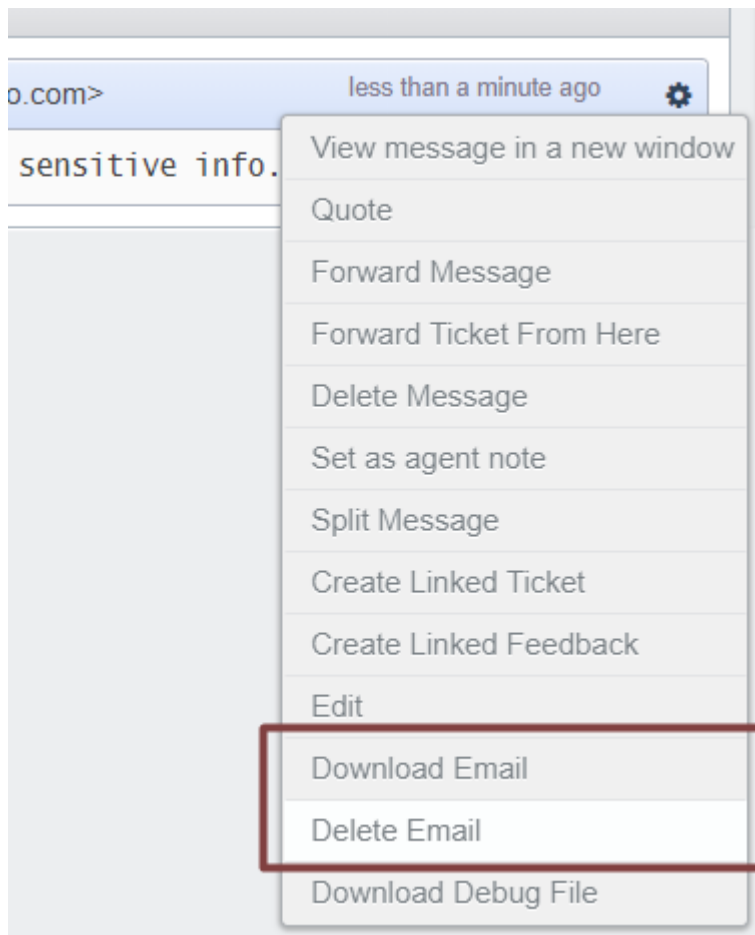 o.com> less than a minute ago
sensitive info.
View message in a new window
Quote
Forward Message
Forward Ticket From Here
Delete Message
Set as agent note
Split Message
Create Linked Ticket
Create Linked Feedback
Edit
Download Email
Delete Email
Download Debug File